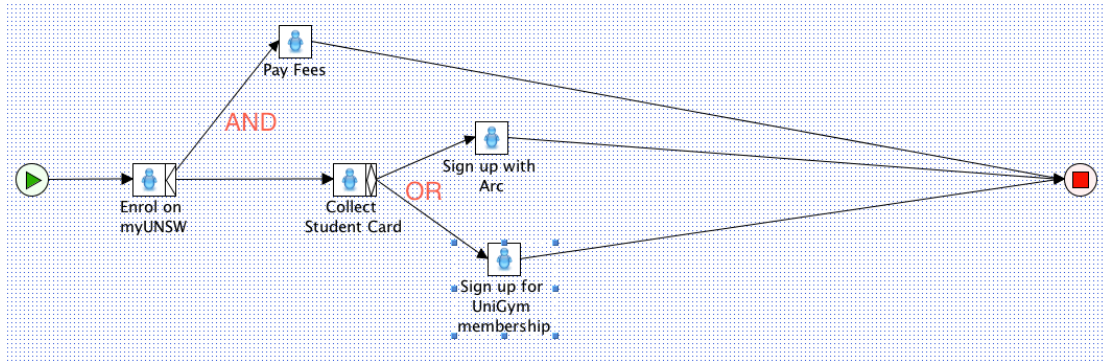 Pay Fees
AND
Enrol on
myUNSW
Collect
Student Card
OR
Sign up with
Arc
Sign up for
UniGym
membership